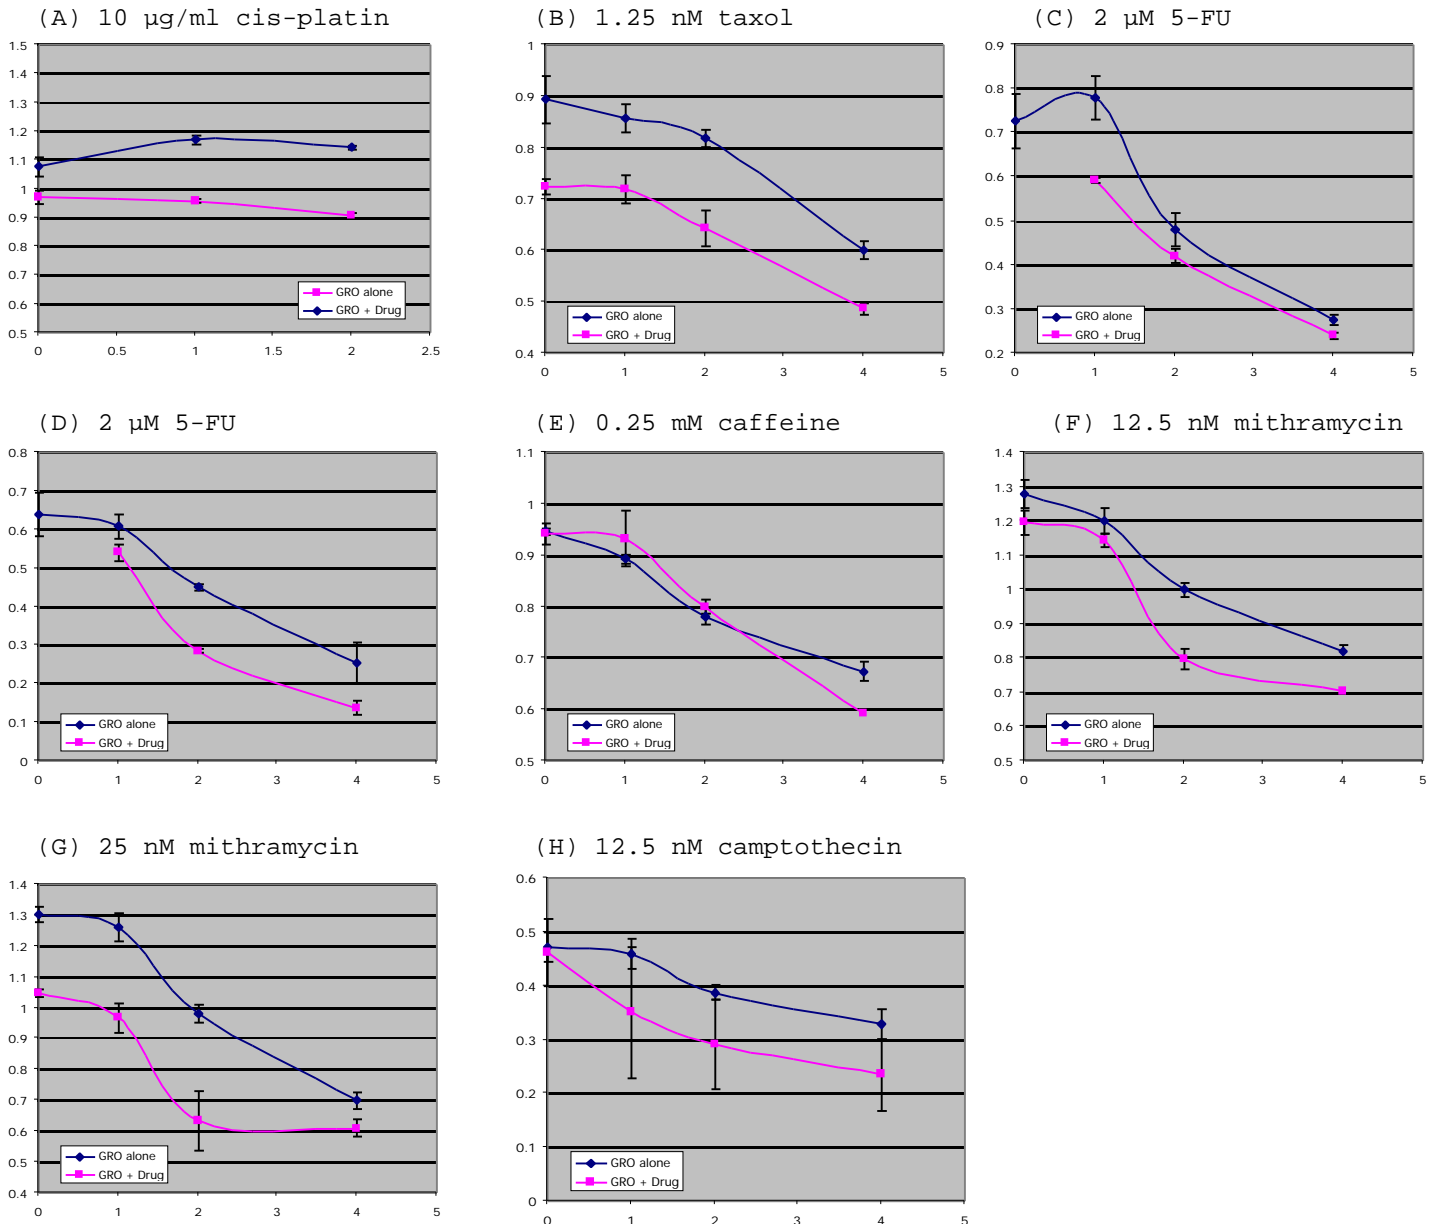 (A) 10 µg/ml cis-platin
1.5
1.4
1.3
1.2
1.1
1
0.9
0.8
0.7
0.6
0.5
GRO alone
GRO + Drug
0 0.5 1 1.5 2 2.5
(B) 1.25 nM taxol
1
0.9
0.8
0.7
0.6
0.5
0.4
GRO alone
GRO + Drug
0 1 2 3 4 5
(C) 2 µM 5-FU
0.9
0.8
0.7
0.6
0.5
0.4
0.3
0.2
GRO alone
GRO + Drug
0 1 2 3 4 5
(D) 2 µM 5-FU
0.8
0.7
0.6
0.5
0.4
0.3
0.2
0.1
0
GRO alone
GRO + Drug
0 1 2 3 4 5
(E) 0.25 mM caffeine
1.1
1
0.9
0.8
0.7
0.6
0.5
GRO alone
GRO + Drug
0 1 2 3 4 5
(F) 12.5 nM mithramycin
1.4
1.3
1.2
1.1
1
0.9
0.8
0.7
0.6
0.5
GRO alone
GRO + Drug
0 1 2 3 4 5
(G) 25 nM mithramycin
1.4
1.3
1.2
1.1
1
0.9
0.8
0.7
0.6
0.5
0.4
GRO alone
GRO + Drug
0 1 2 3 4 5
(H) 12.5 nM camptothecin
0.6
0.5
0.4
0.3
0.2
0.1
0
GRO alone
GRO + Drug
0 1 2 3 4 5